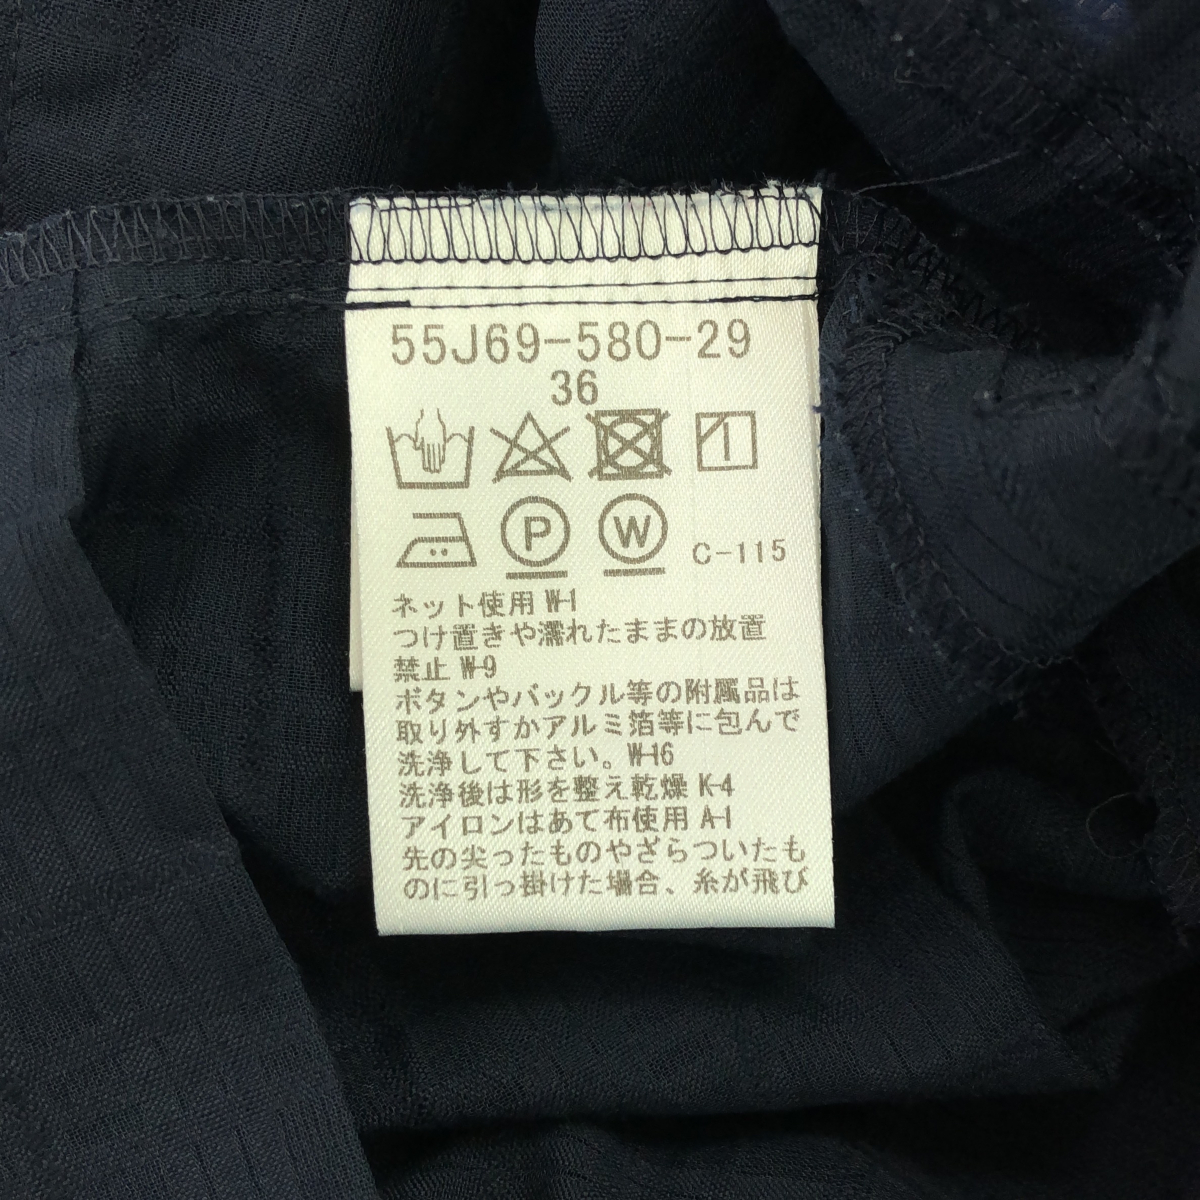 55J69-580-29
36
P W C-115
ネット使用 W-1
つけ置きや濡れたままの放置
禁止 W-9
ボタンやバックル等の附属品は
取り外すかアルミ箔等に包んで
洗浄して下さい。W-16
洗浄後は形を整え乾燥 K-4
アイロンはあて布使用 A-1
先の尖ったものやざらついたも
のに引っ掛けた場合、糸が飛び